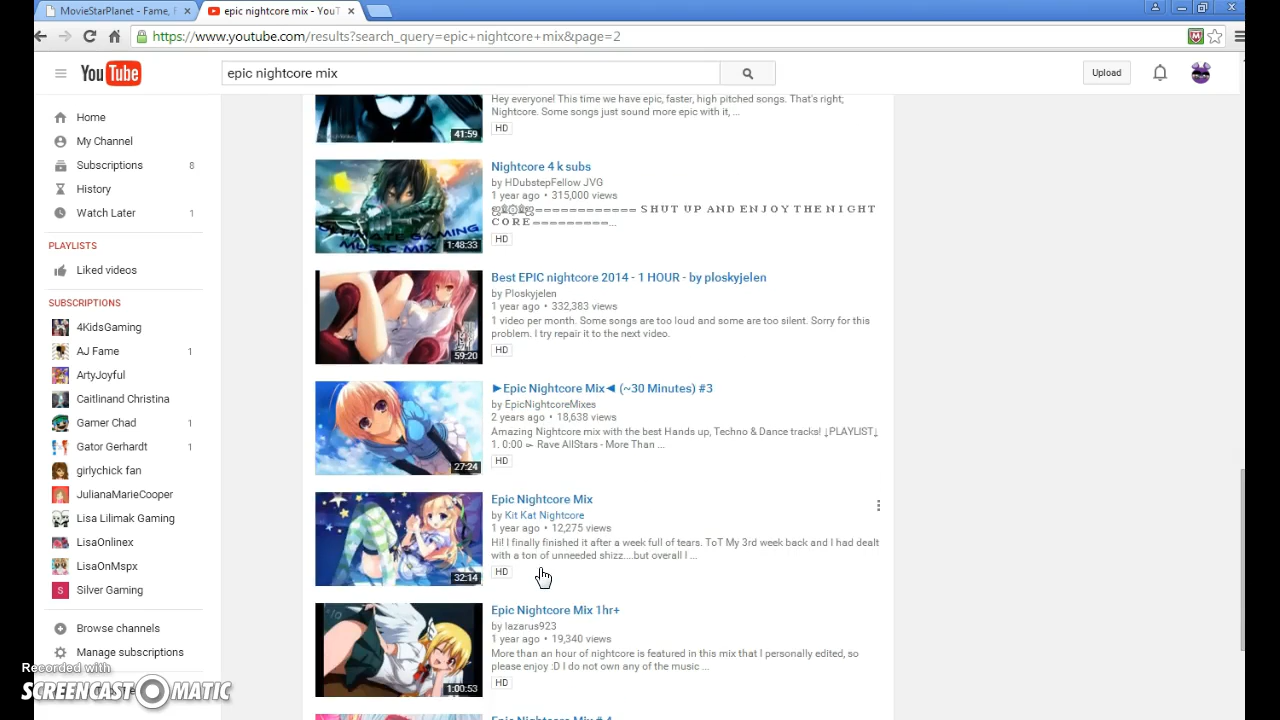 MovieStarPlanet - Fame, F
epic nightcore mix - YouT
https://www.youtube.com/results?search_query=epic+nightcore+mix&page=2
YouTube
epic nightcore mix
Upload
Home
My Channel
Subscriptions 8
History
Watch Later 1
PLAYLISTS
Liked videos
SUBSCRIPTIONS
4KidsGaming
AJ Fame 1
ArtyJoyful
Caitlinand Christina
Gamer Chad 1
Gator Gerhardt 1
girlychick fan
JulianaMarieCooper
Lisa Lilimak Gaming
LisaOnlinex
LisaOnMspx
S Silver Gaming
Browse channels
Manage subscriptions
Recorded with
SCREENCAST-O-MATIC
Hey everyone! This time we have epic, faster, high pitched songs. That's right;
Nightcore. Some songs just sound more epic with it, ...
HD
41:59
Nightcore 4 k subs
by HDubstepFellow JVG
1 year ago • 315,000 views
============= SHUT UP AND ENJOY THE NIGHT
CORE =========...
HD
ULTIMATE GAMING
MUSIC MIX
1:48:33
Best EPIC nightcore 2014 - 1 HOUR - by ploskyjelen
by Ploskyjelen
1 year ago • 332,383 views
1 video per month. Some songs are too loud and some are too silent. Sorry for this
problem. I try repair it to the next video.
HD
59:20
►Epic Nightcore Mix◄ (~30 Minutes) #3
by EpicNightcoreMixes
2 years ago • 18,638 views
Amazing Nightcore mix with the best Hands up, Techno & Dance tracks! ↓PLAYLIST↓
1. 0:00 ► Rave AllStars - More Than ...
HD
27:24
Epic Nightcore Mix
by Kit Kat Nightcore
1 year ago • 12,275 views
Hi! I finally finished it after a week full of tears. ToT My 3rd week back and I had dealt
with a ton of unneeded shizz....but overall I ...
HD
32:14
Epic Nightcore Mix 1hr+
by lazarus923
1 year ago • 19,340 views
More than an hour of nightcore is featured in this mix that I personally edited, so
please enjoy :D I do not own any of the music ...
HD
1:00:53
Epic Nightcore Mix # 4